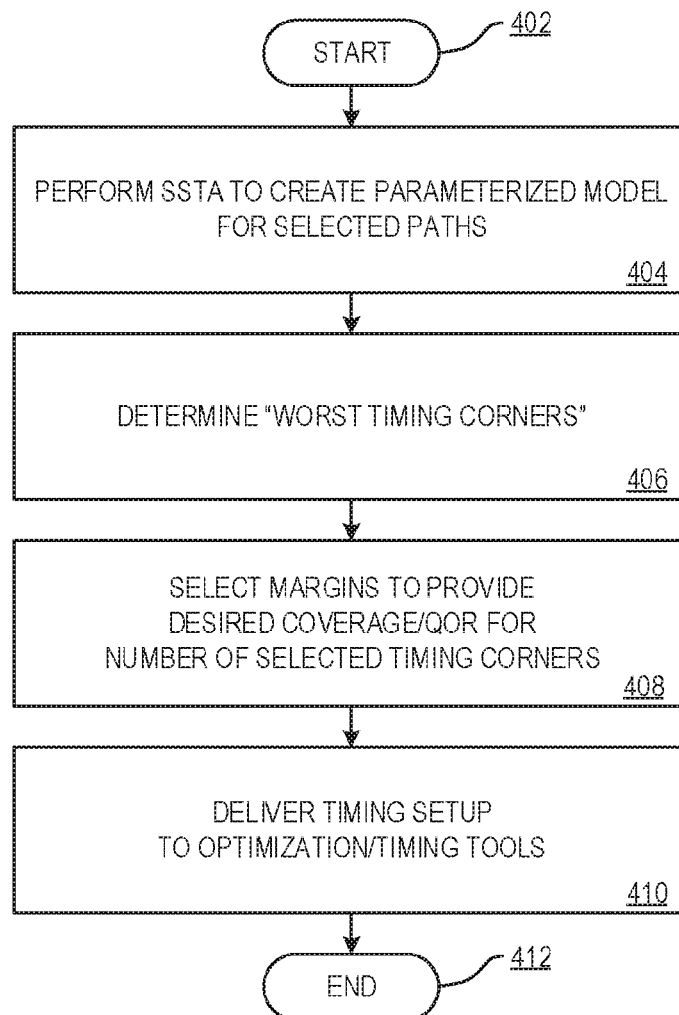 402
START
PERFORM SSTA TO CREATE PARAMETERIZED MODEL
FOR SELECTED PATHS
404
DETERMINE "WORST TIMING CORNERS"
406
SELECT MARGINS TO PROVIDE
DESIRED COVERAGE/QOR FOR
NUMBER OF SELECTED TIMING CORNERS
408
DELIVER TIMING SETUP
TO OPTIMIZATION/TIMING TOOLS
410
412
END